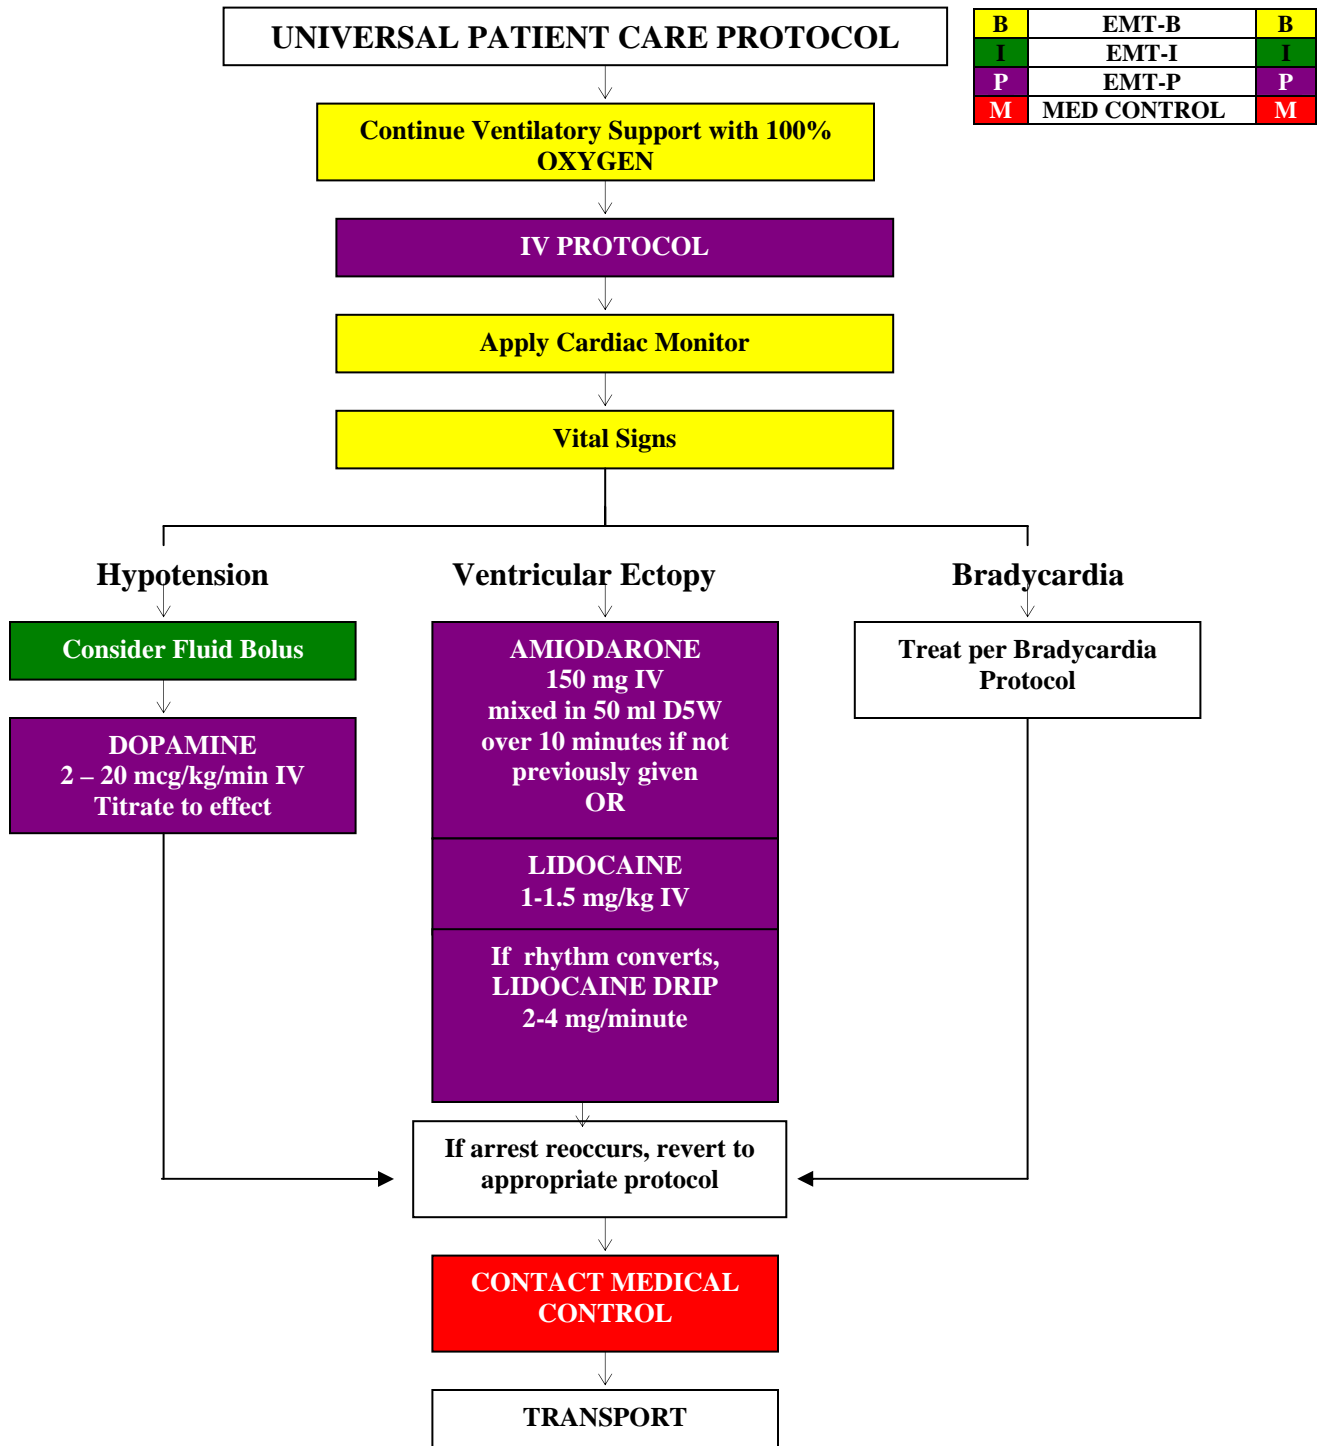 UNIVERSAL PATIENT CARE PROTOCOL
B EMT-B B
I EMT-I I
P EMT-P P
M MED CONTROL M
Continue Ventilatory Support with 100%
OXYGEN
IV PROTOCOL
Apply Cardiac Monitor
Vital Signs
Hypotension
Consider Fluid Bolus
DOPAMINE
2 – 20 mcg/kg/min IV
Titrate to effect
Ventricular Ectopy
AMIODARONE
150 mg IV
mixed in 50 ml D5W
over 10 minutes if not
previously given
OR
LIDOCAINE
1-1.5 mg/kg IV
If rhythm converts,
LIDOCAINE DRIP
2-4 mg/minute
Bradycardia
Treat per Bradycardia
Protocol
If arrest reoccurs, revert to
appropriate protocol
CONTACT MEDICAL
CONTROL
TRANSPORT